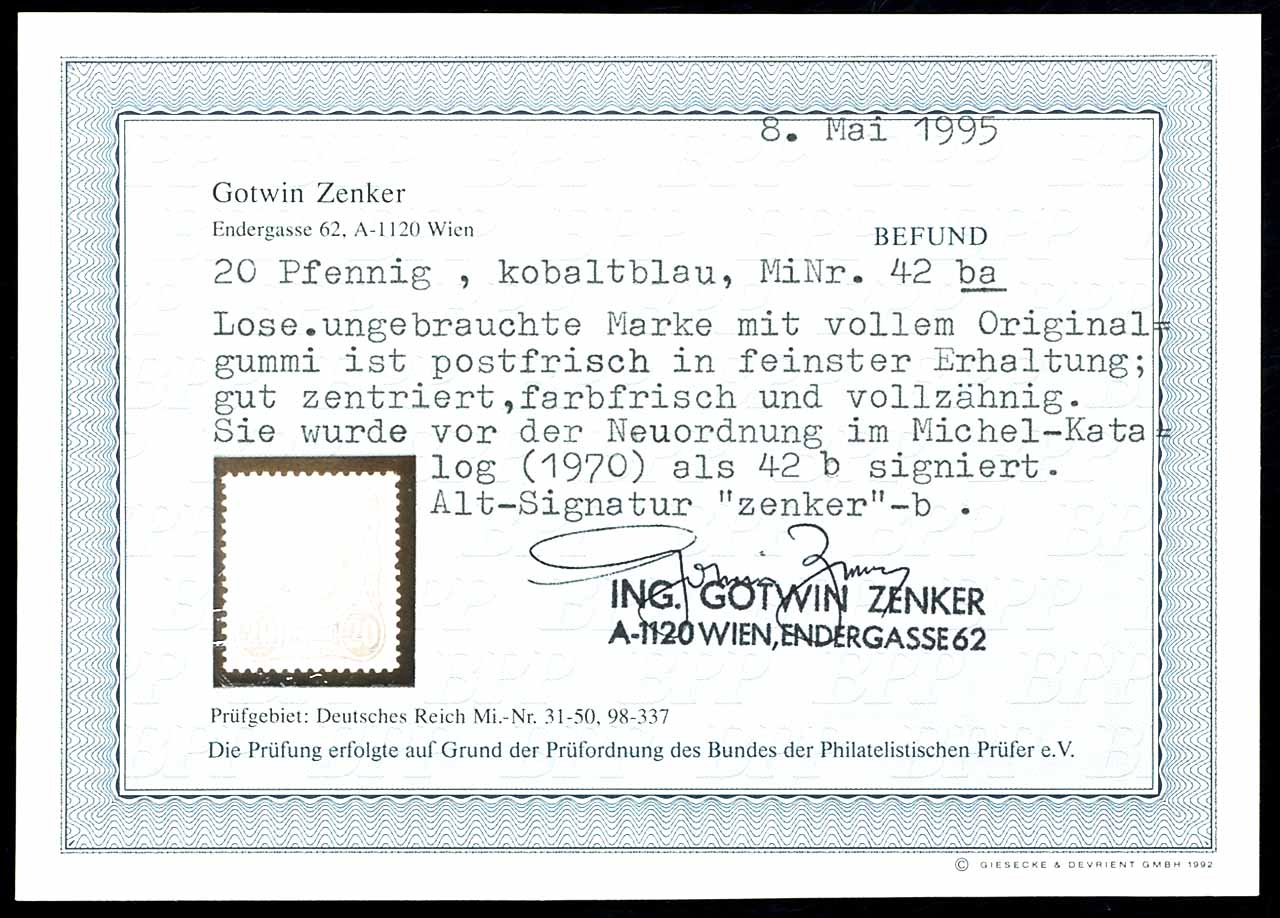 8. Mai 1995
Gotwin Zenker
Endergasse 62, A-1120 Wien
BEFUND
20 Pfennig , kobaltblau, MiNr. 42 ba
Lose.ungebrauchte Marke mit vollem Original=
gummi ist postfrisch in feinster Erhaltung;
gut zentriert,farbfrisch und vollzähnig.
Sie wurde vor der Neuordnung im Michel-Kata=
log (1970) als 42 b signiert.
Alt-Signatur "zenker"-b .
ING. GOTWIN ZENKER
A-1120 WIEN, ENDERGASSE 62
Prüfgebiet: Deutsches Reich Mi.-Nr. 31-50, 98-337
Die Prüfung erfolgte auf Grund der Prüfordnung des Bundes der Philatelistischen Prüfer e.V.
© GIESECKE & DEVRIENT GMBH 1992